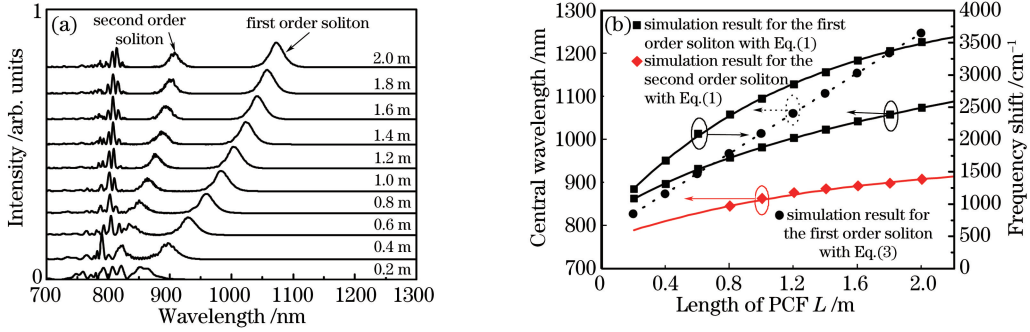 (a)
second order
soliton
first order soliton
2.0 m
1.8 m
1.6 m
1.4 m
1.2 m
1.0 m
0.8 m
0.6 m
0.4 m
0.2 m
1
0
Intensity /arb. units
700 800 900 1000 1100 1200 1300
Wavelength /nm
(b)
simulation result for the first
order soliton with Eq.(1)
simulation result for the
second order soliton
with Eq.(1)
simulation result for
the first order soliton
with Eq.(3)
1300
1200
1100
1000
900
800
700
Central wavelength /nm
4000
3500
3000
2500
2000
1500
1000
500
0
Frequency shift /cm⁻¹
0 0.4 0.8 1.2 1.6 2.0
Length of PCF L /m